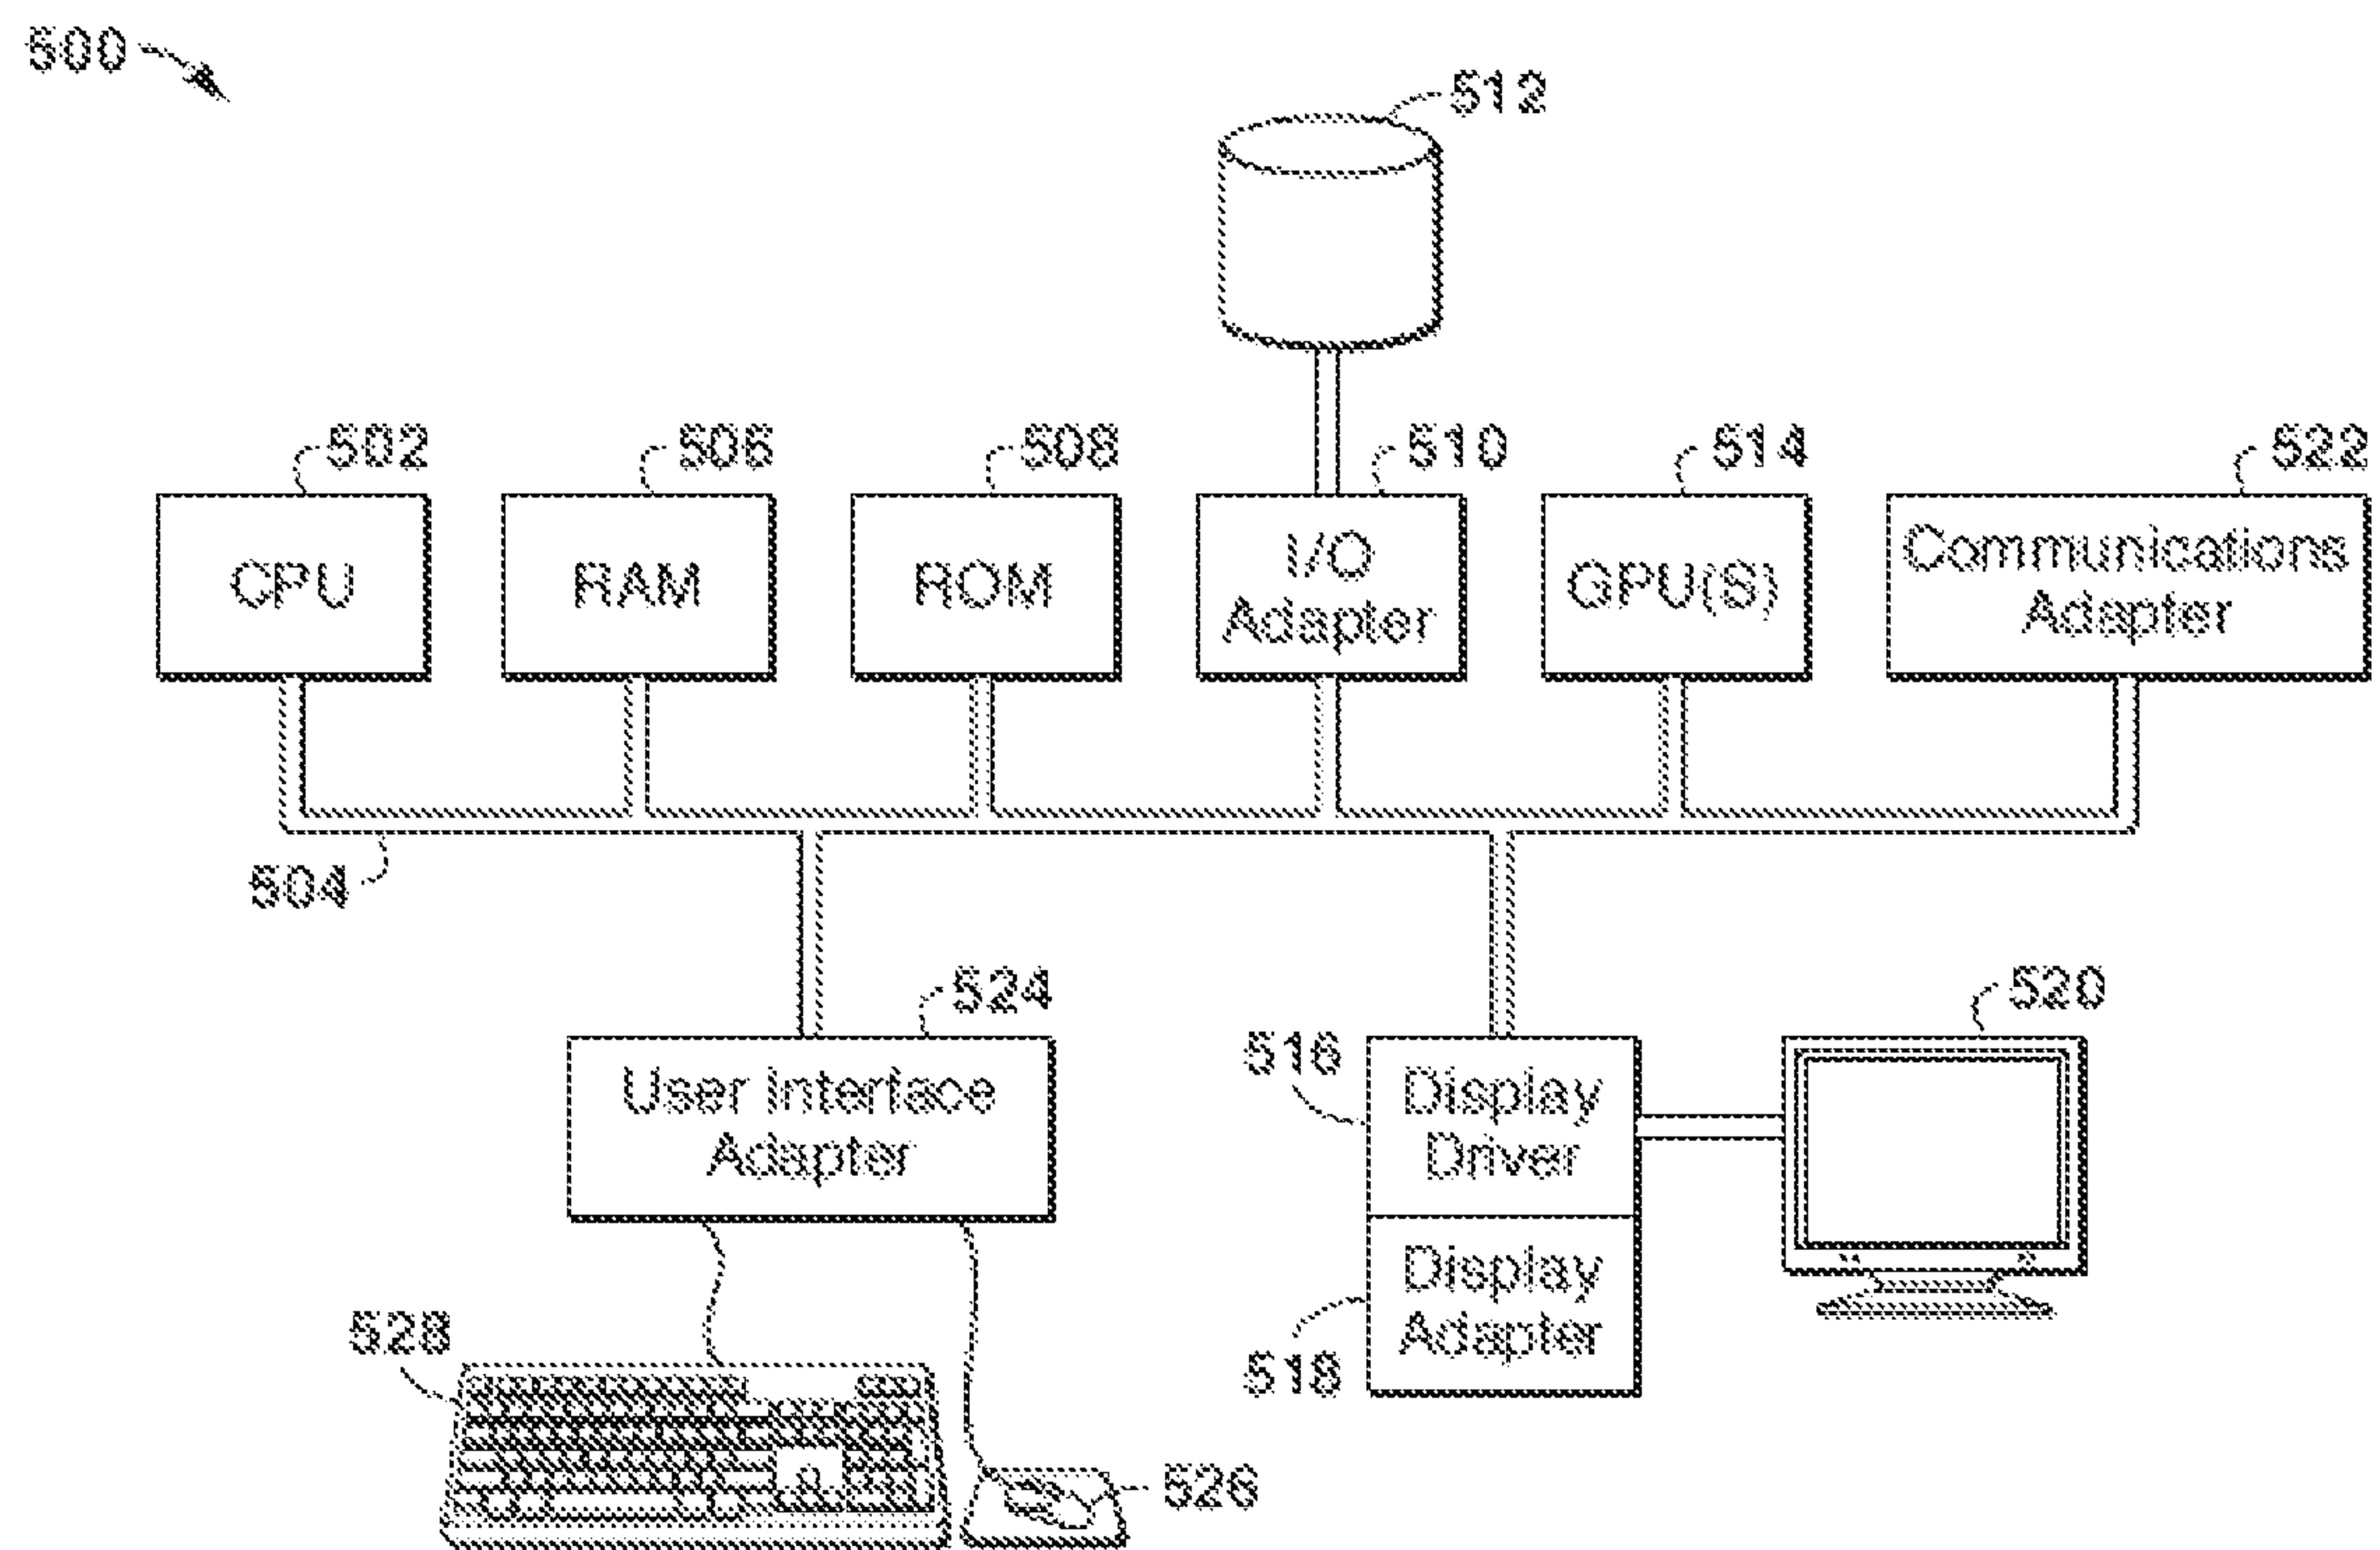 500
512
502
506
508
510
514
522
CPU
RAM
ROM
I/O
Adapter
GPU(S)
Communications
Adapter
504
524
520
516
User Interface
Adapter
Display
Driver
528
518
Display
Adapter
526